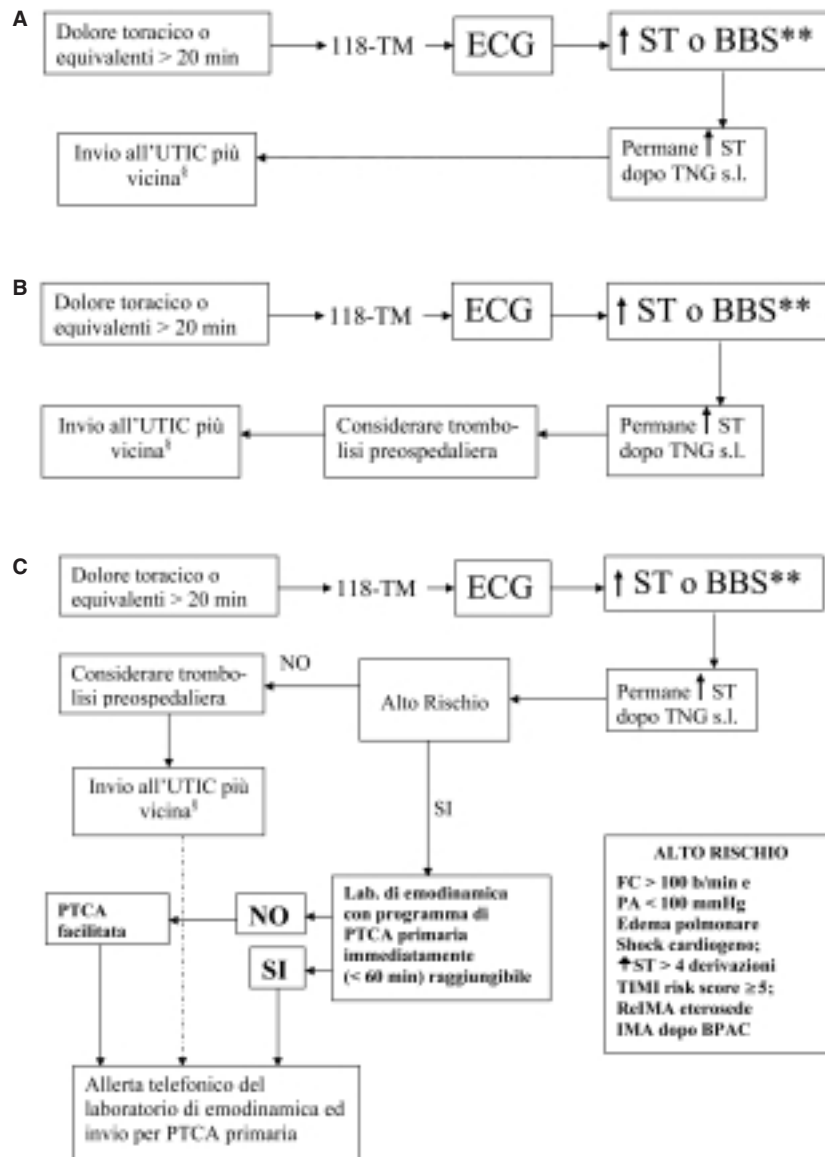 A
Dolore toracico o
equivalenti > 20 min
118-TM
ECG
↑ ST o BBS**
Permane ↑ ST
dopo TNG s.l.
Invio all'UTIC più
vicina§
B
Dolore toracico o
equivalenti > 20 min
118-TM
ECG
↑ ST o BBS**
Permane ↑ ST
dopo TNG s.l.
Considerare trombo-
lisi preospedaliera
Invio all'UTIC più
vicina§
C
Dolore toracico o
equivalenti > 20 min
118-TM
ECG
↑ ST o BBS**
Permane ↑ ST
dopo TNG s.l.
Alto Rischio
NO
Considerare trombo-
lisi preospedaliera
Invio all'UTIC più
vicina§
SI
Lab. di emodinamica
con programma di
PTCA primaria
immediatamente
(< 60 min) raggiungibile
NO
SI
PTCA
facilitata
Allerta telefonico del
laboratorio di emodinamica ed
invio per PTCA primaria
ALTO RISCHIO
FC > 100 b/min e
PA < 100 mmHg
Edema polmonare
Shock cardiogeno;
↑ST > 4 derivazioni
TIMI risk score ≥ 5;
ReIMA eterosede
IMA dopo BPAC